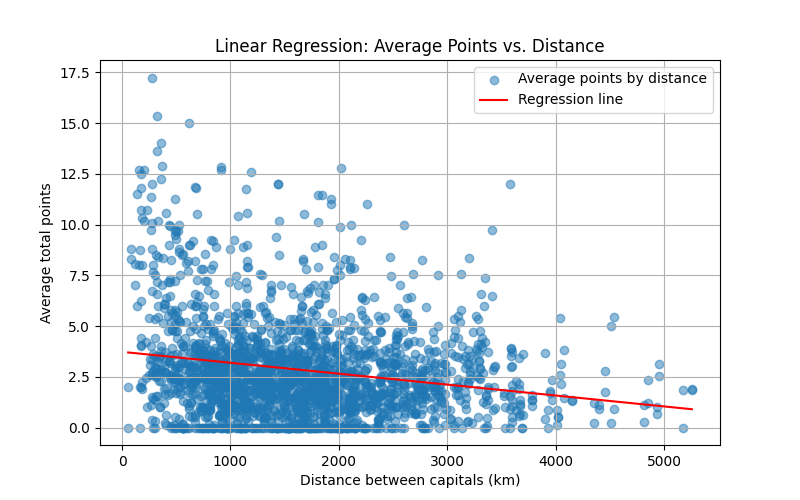 Linear Regression: Average Points vs. Distance
Average points by distance
Regression line
17.5
15.0
12.5
10.0
7.5
5.0
2.5
0.0
Average total points
0 1000 2000 3000 4000 5000
Distance between capitals (km)